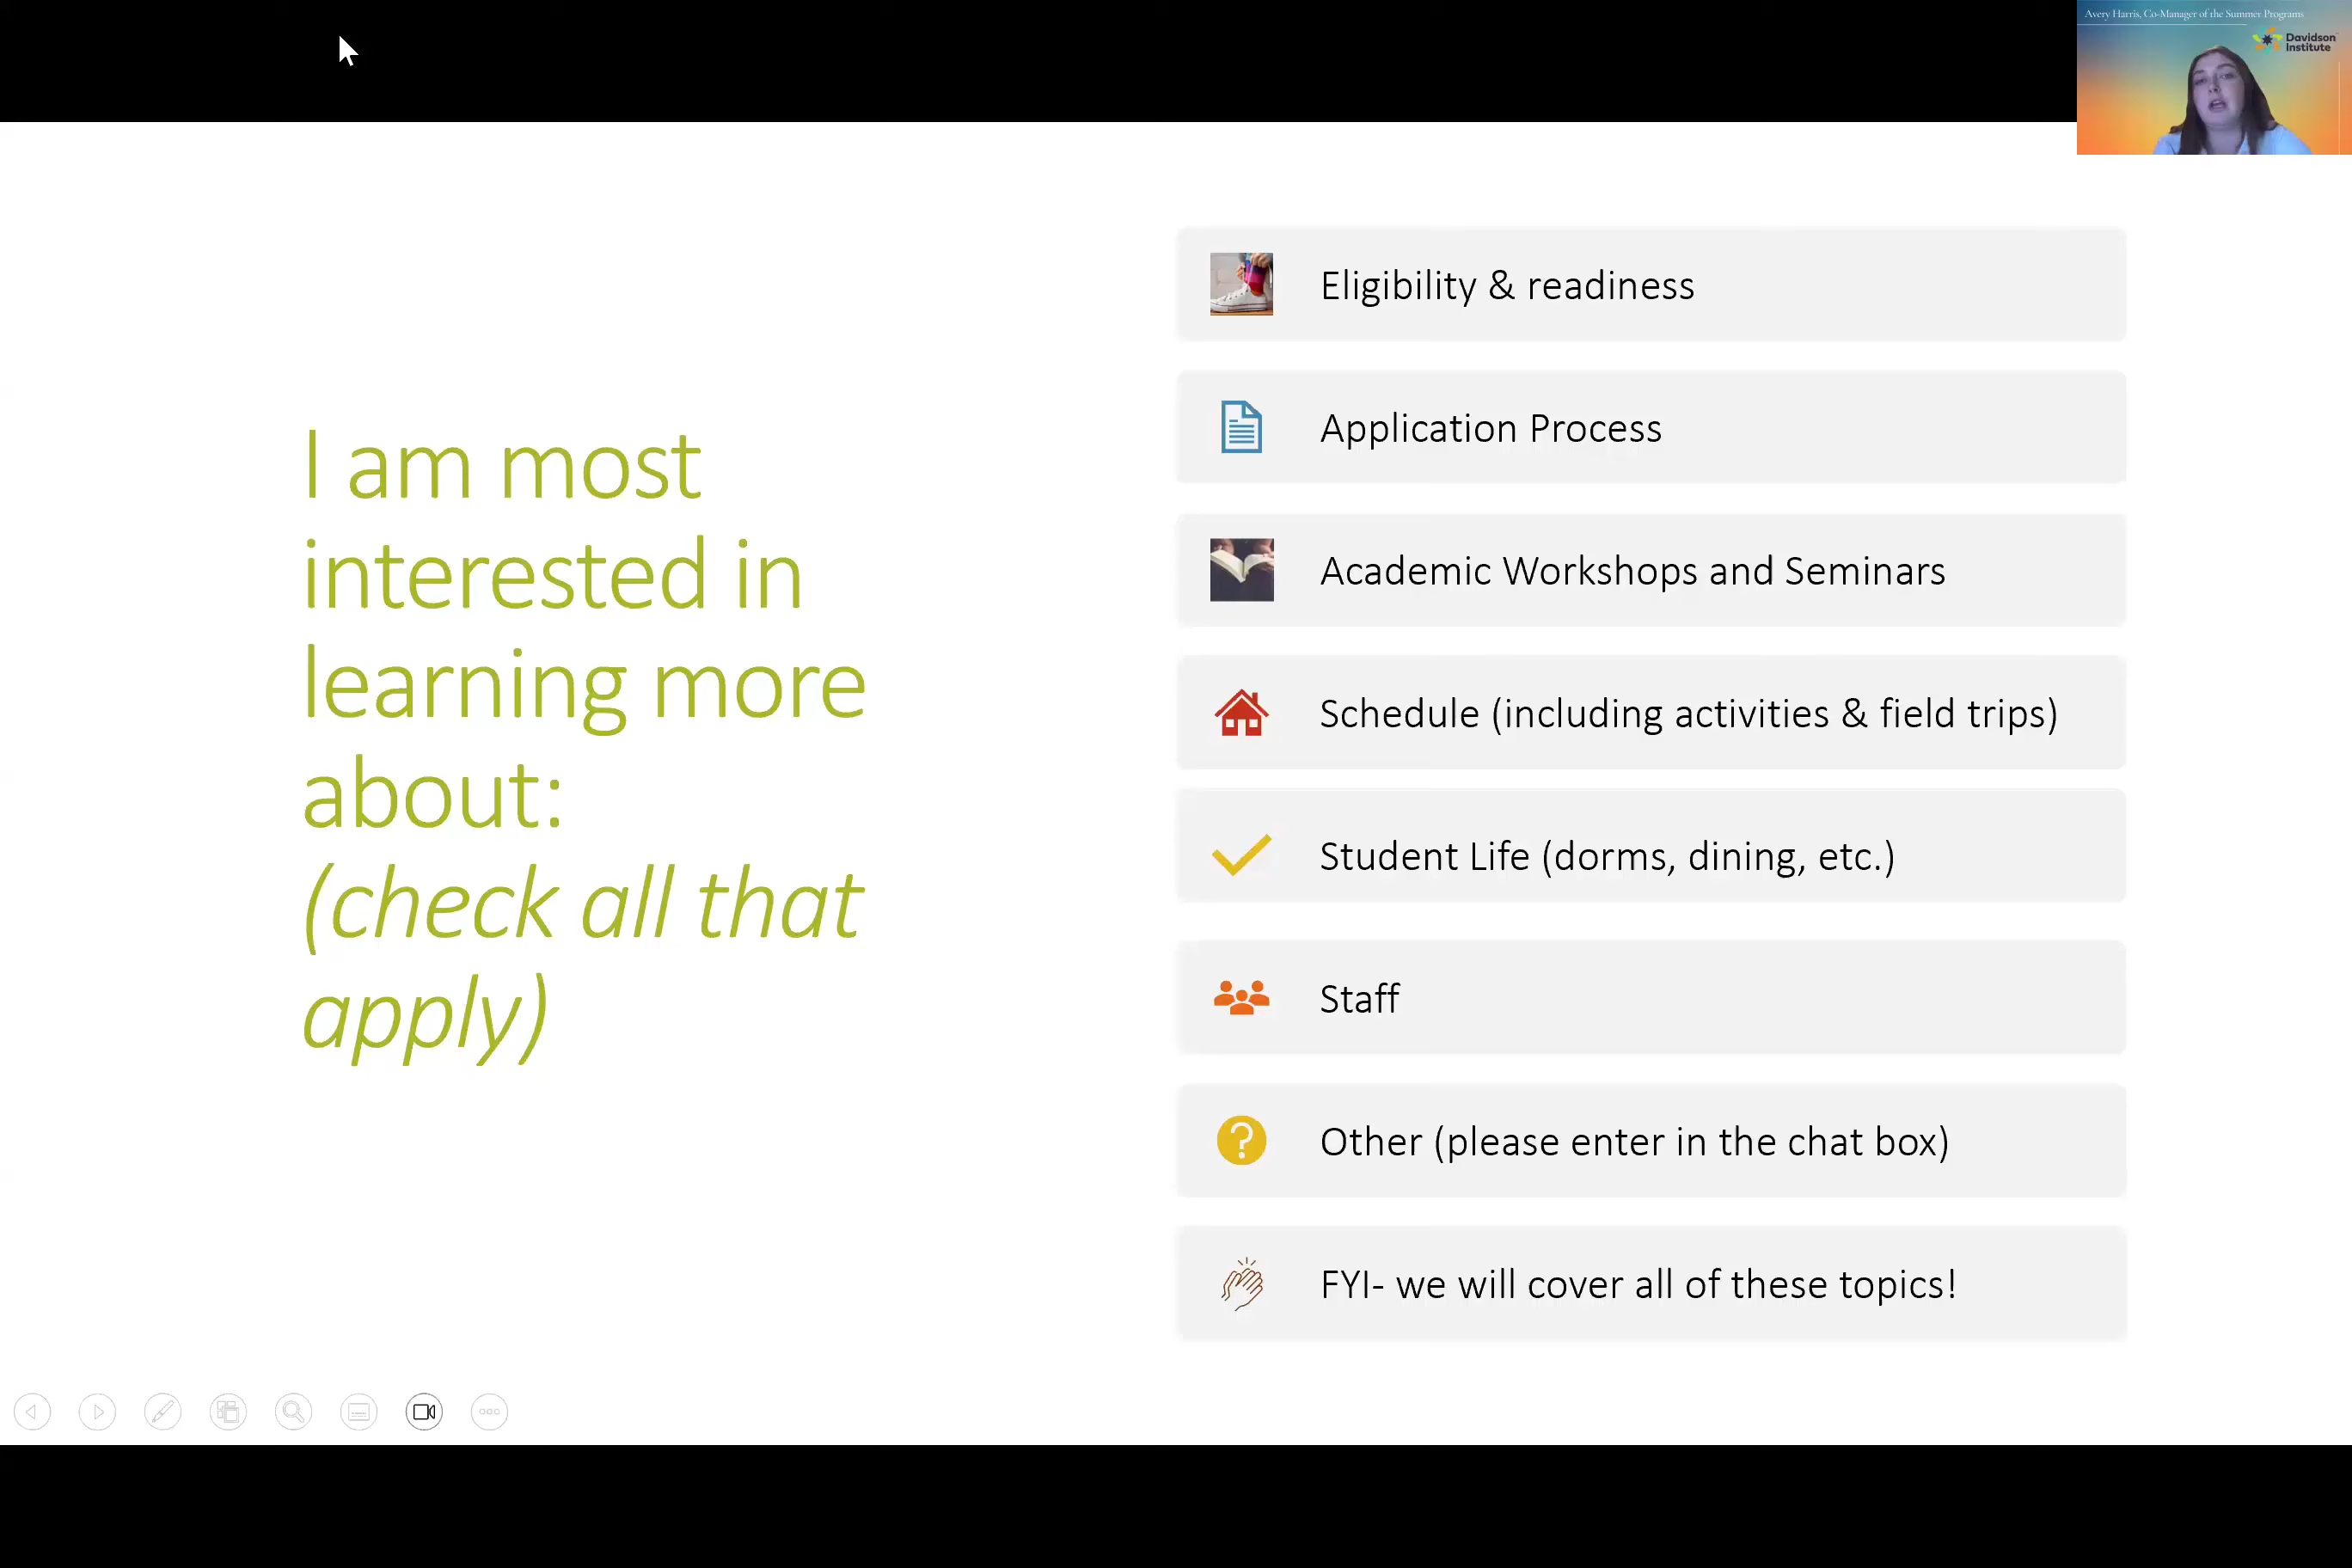 Avery Harris, Co-Manager of the Summer Programs
Davidson
Institute
I am most
interested in
learning more
about:
(check all that
apply)
Eligibility & readiness
Application Process
Academic Workshops and Seminars
Schedule (including activities & field trips)
Student Life (dorms, dining, etc.)
Staff
Other (please enter in the chat box)
FYI- we will cover all of these topics!